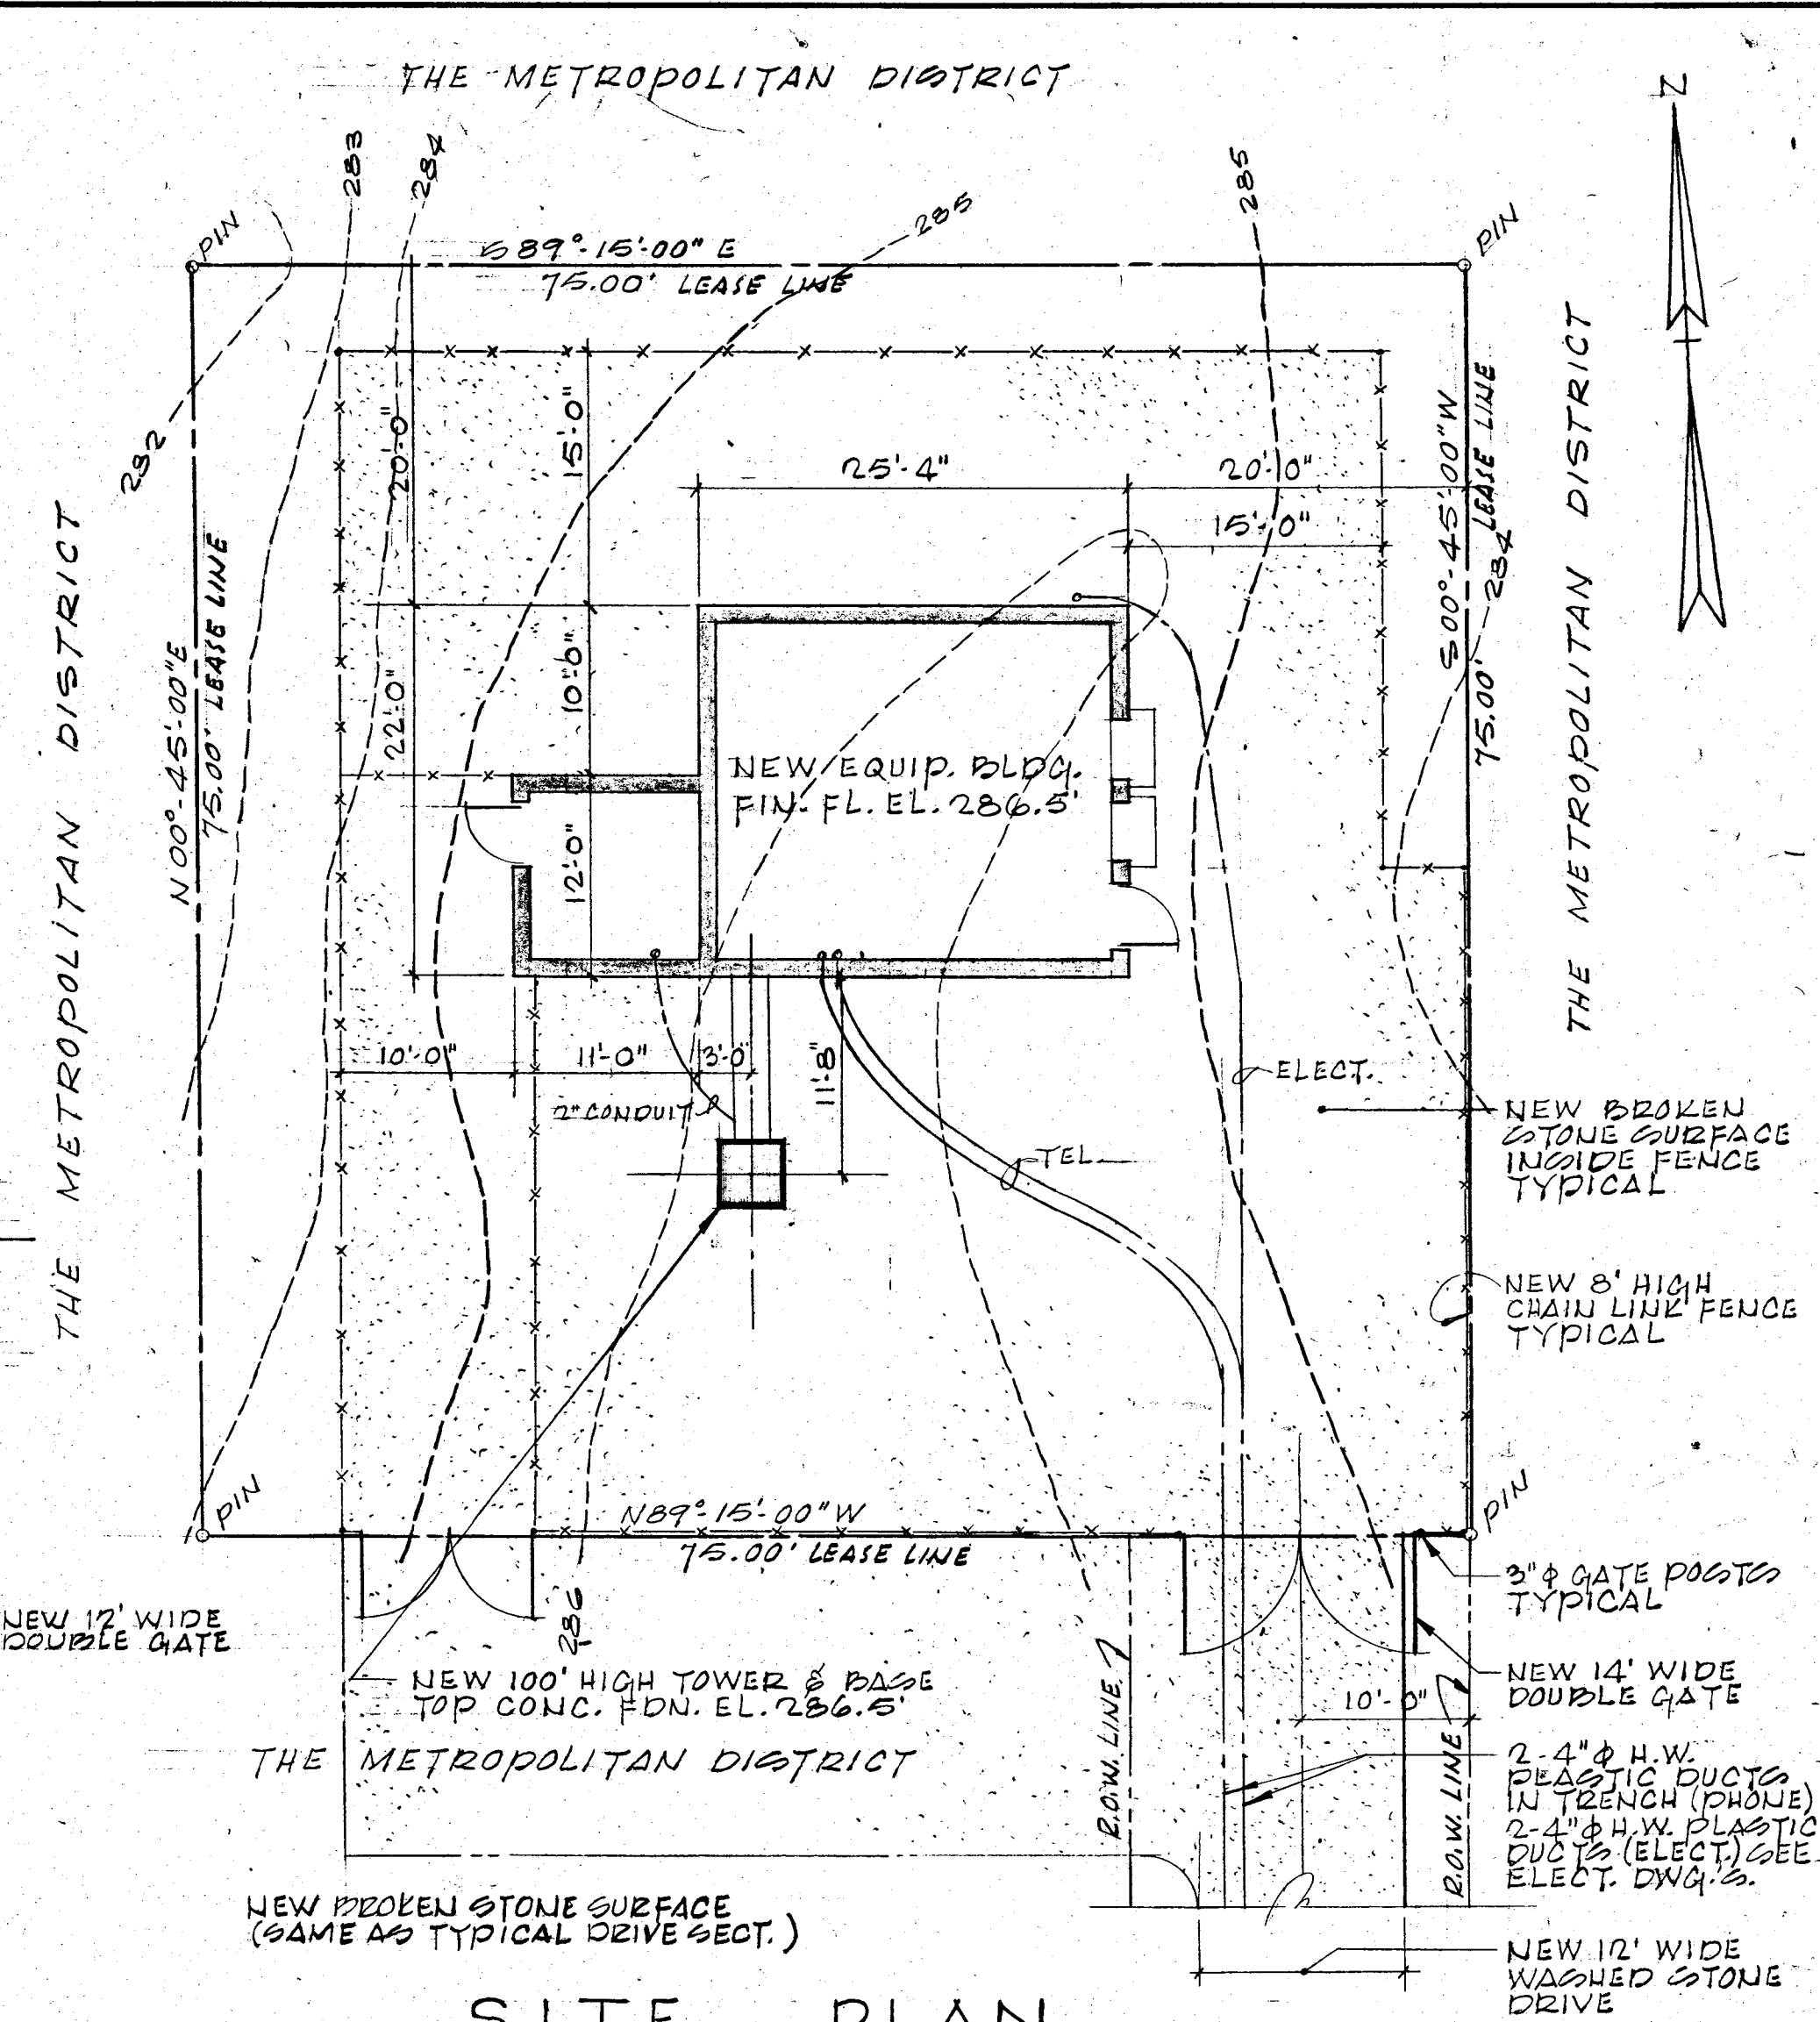 THE METROPOLITAN DISTRICT
N
283
284
285
285
PIN
PIN
S89°-15'-00" E
75.00' LEASE LINE
282
20'-0"
15'-0"
25'-4"
20'-0"
15'-0"
S00°-45'-00"W
75.00' LEASE LINE
284
THE METROPOLITAN DISTRICT
THE METROPOLITAN DISTRICT
N00°-45'-00"E
75.00' LEASE LINE
22'-0"
10'-0"
12'-0"
NEW EQUIP. BLDG.
FIN. FL. EL. 286.5'
10'-0"
11'-0"
3'-0"
11'-8"
2" CONDUIT
ELECT.
TEL.
NEW BROKEN
STONE SURFACE
INSIDE FENCE
TYPICAL
NEW 8' HIGH
CHAIN LINK FENCE
TYPICAL
PIN
PIN
N89°-15'-00"W
75.00' LEASE LINE
3"φ GATE POSTS
TYPICAL
NEW 12' WIDE
DOUBLE GATE
286
NEW 100' HIGH TOWER & BASE
TOP CONC. FDN. EL. 286.5'
R.O.W. LINE
10'-0"
R.O.W. LINE
NEW 14' WIDE
DOUBLE GATE
THE METROPOLITAN DISTRICT
2-4"φ H.W.
PLASTIC DUCTS
IN TRENCH (PHONE)
2-4"φ H.W. PLASTIC
DUCTS (ELECT.) SEE
ELECT. DWG.'S.
NEW BROKEN STONE SURFACE
(SAME AS TYPICAL DRIVE SECT.)
NEW 12' WIDE
WASHED STONE
DRIVE
SITE PLAN